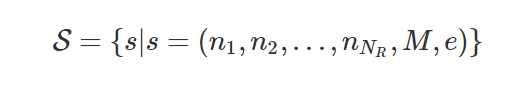 𝒮 = {s|s = (n₁, n₂, . . . , n_{N_R}, M, e)}